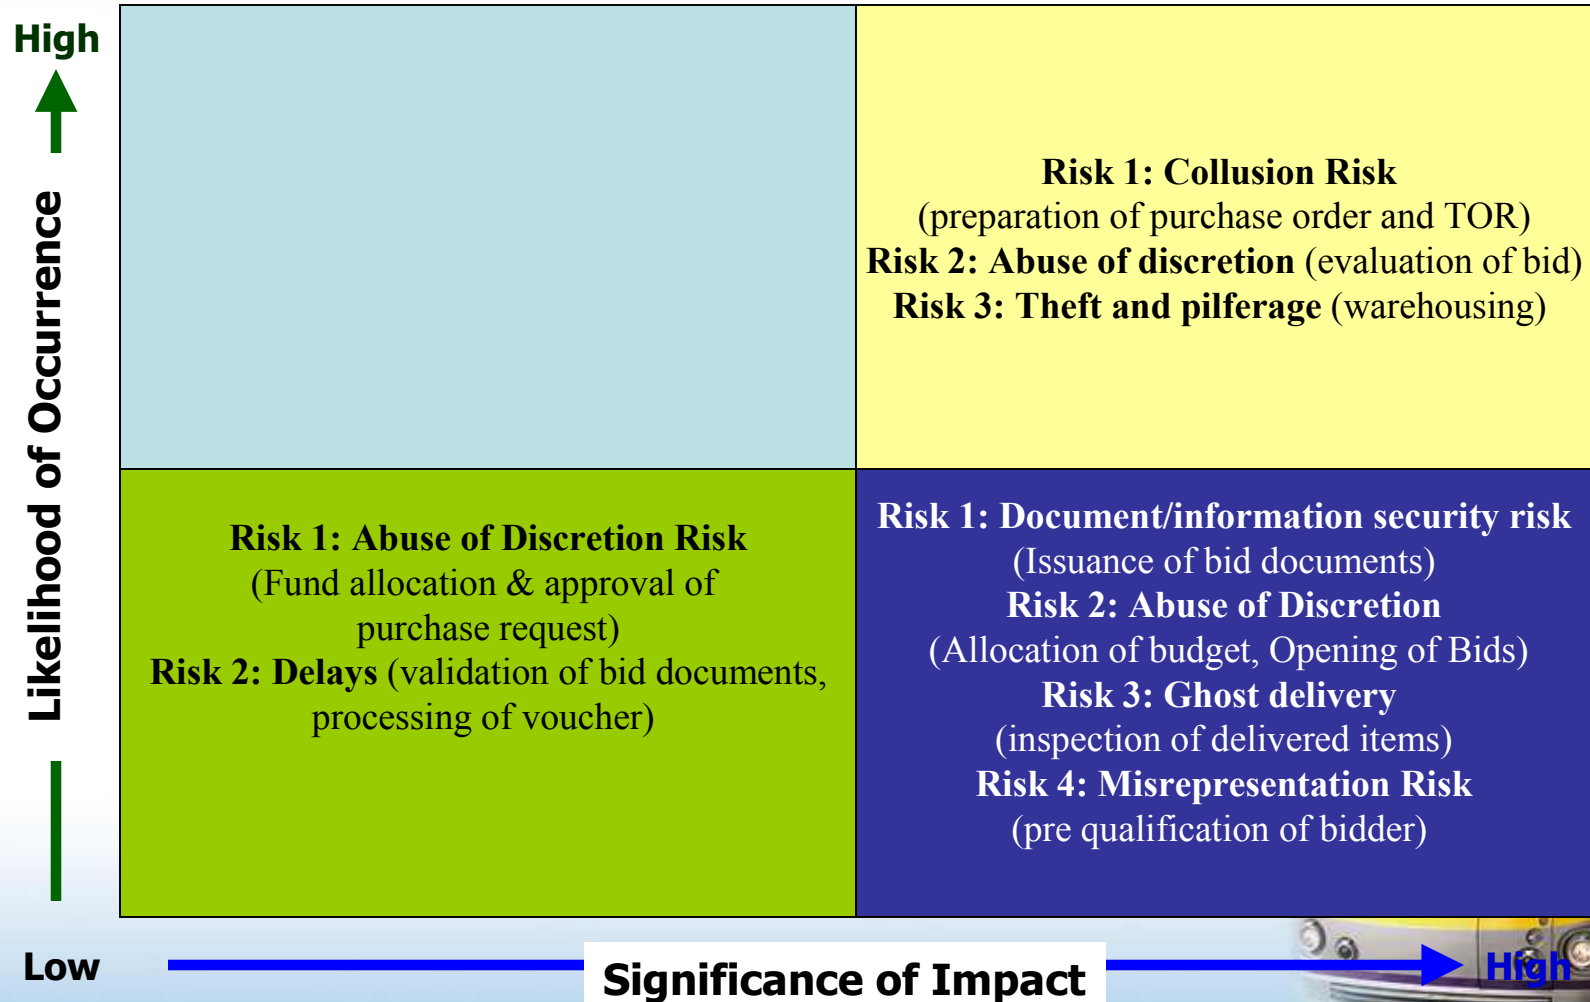 High
Likelihood of Occurrence
Low
Risk 1: Collusion Risk
(preparation of purchase order and TOR)
Risk 2: Abuse of discretion (evaluation of bid)
Risk 3: Theft and pilferage (warehousing)
Risk 1: Abuse of Discretion Risk
(Fund allocation & approval of
purchase request)
Risk 2: Delays (validation of bid documents,
processing of voucher)
Risk 1: Document/information security risk
(Issuance of bid documents)
Risk 2: Abuse of Discretion
(Allocation of budget, Opening of Bids)
Risk 3: Ghost delivery
(inspection of delivered items)
Risk 4: Misrepresentation Risk
(pre qualification of bidder)
Significance of Impact
High